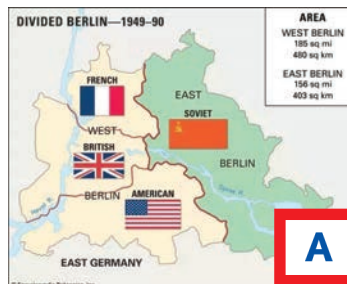 DIVIDED BERLIN—1949–90
AREA
WEST BERLIN
185 sq mi
480 sq km
EAST BERLIN
156 sq mi
403 sq km
FRENCH
EAST
SOVIET
WEST
BRITISH
BERLIN
BERLIN
AMERICAN
EAST GERMANY
A